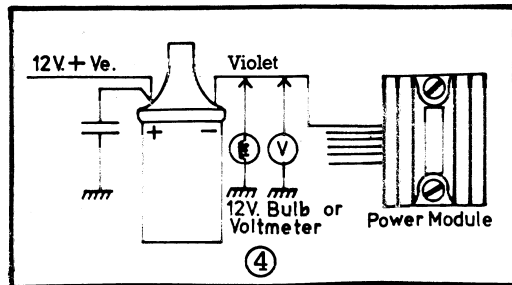 12V.+Ve.
Violet
+
−
V
12V. Bulb or
Voltmeter
Power Module
4